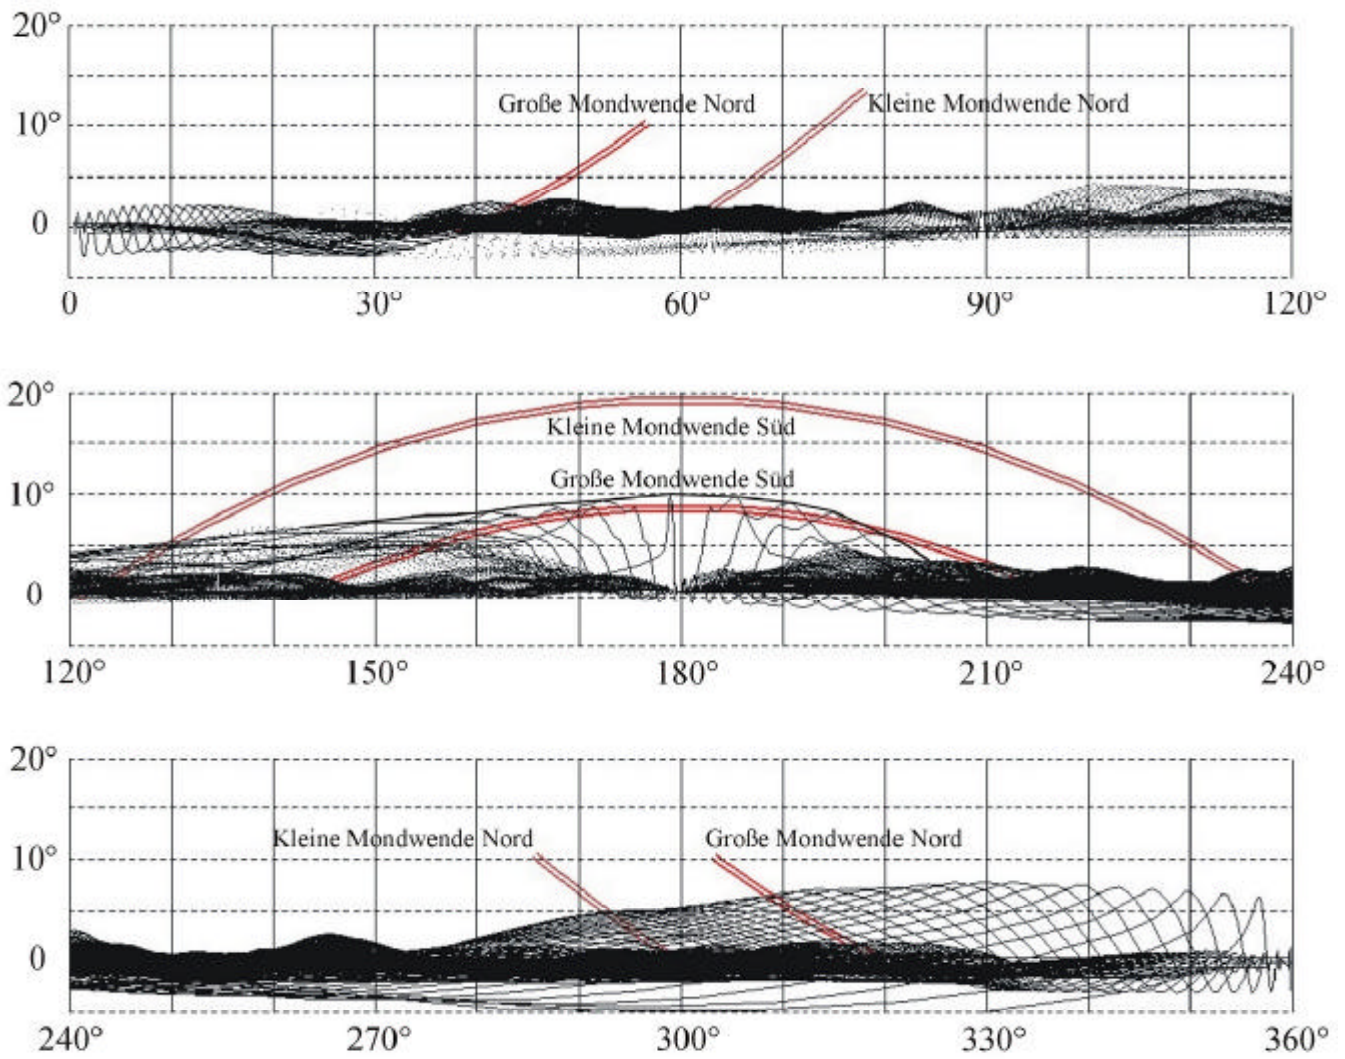 20°
Große Mondwende Nord Kleine Mondwende Nord
10°
0
0 30° 60° 90° 120°
20°
Kleine Mondwende Süd
Große Mondwende Süd
10°
0
120° 150° 180° 210° 240°
20°
Kleine Mondwende Nord Große Mondwende Nord
10°
0
240° 270° 300° 330° 360°